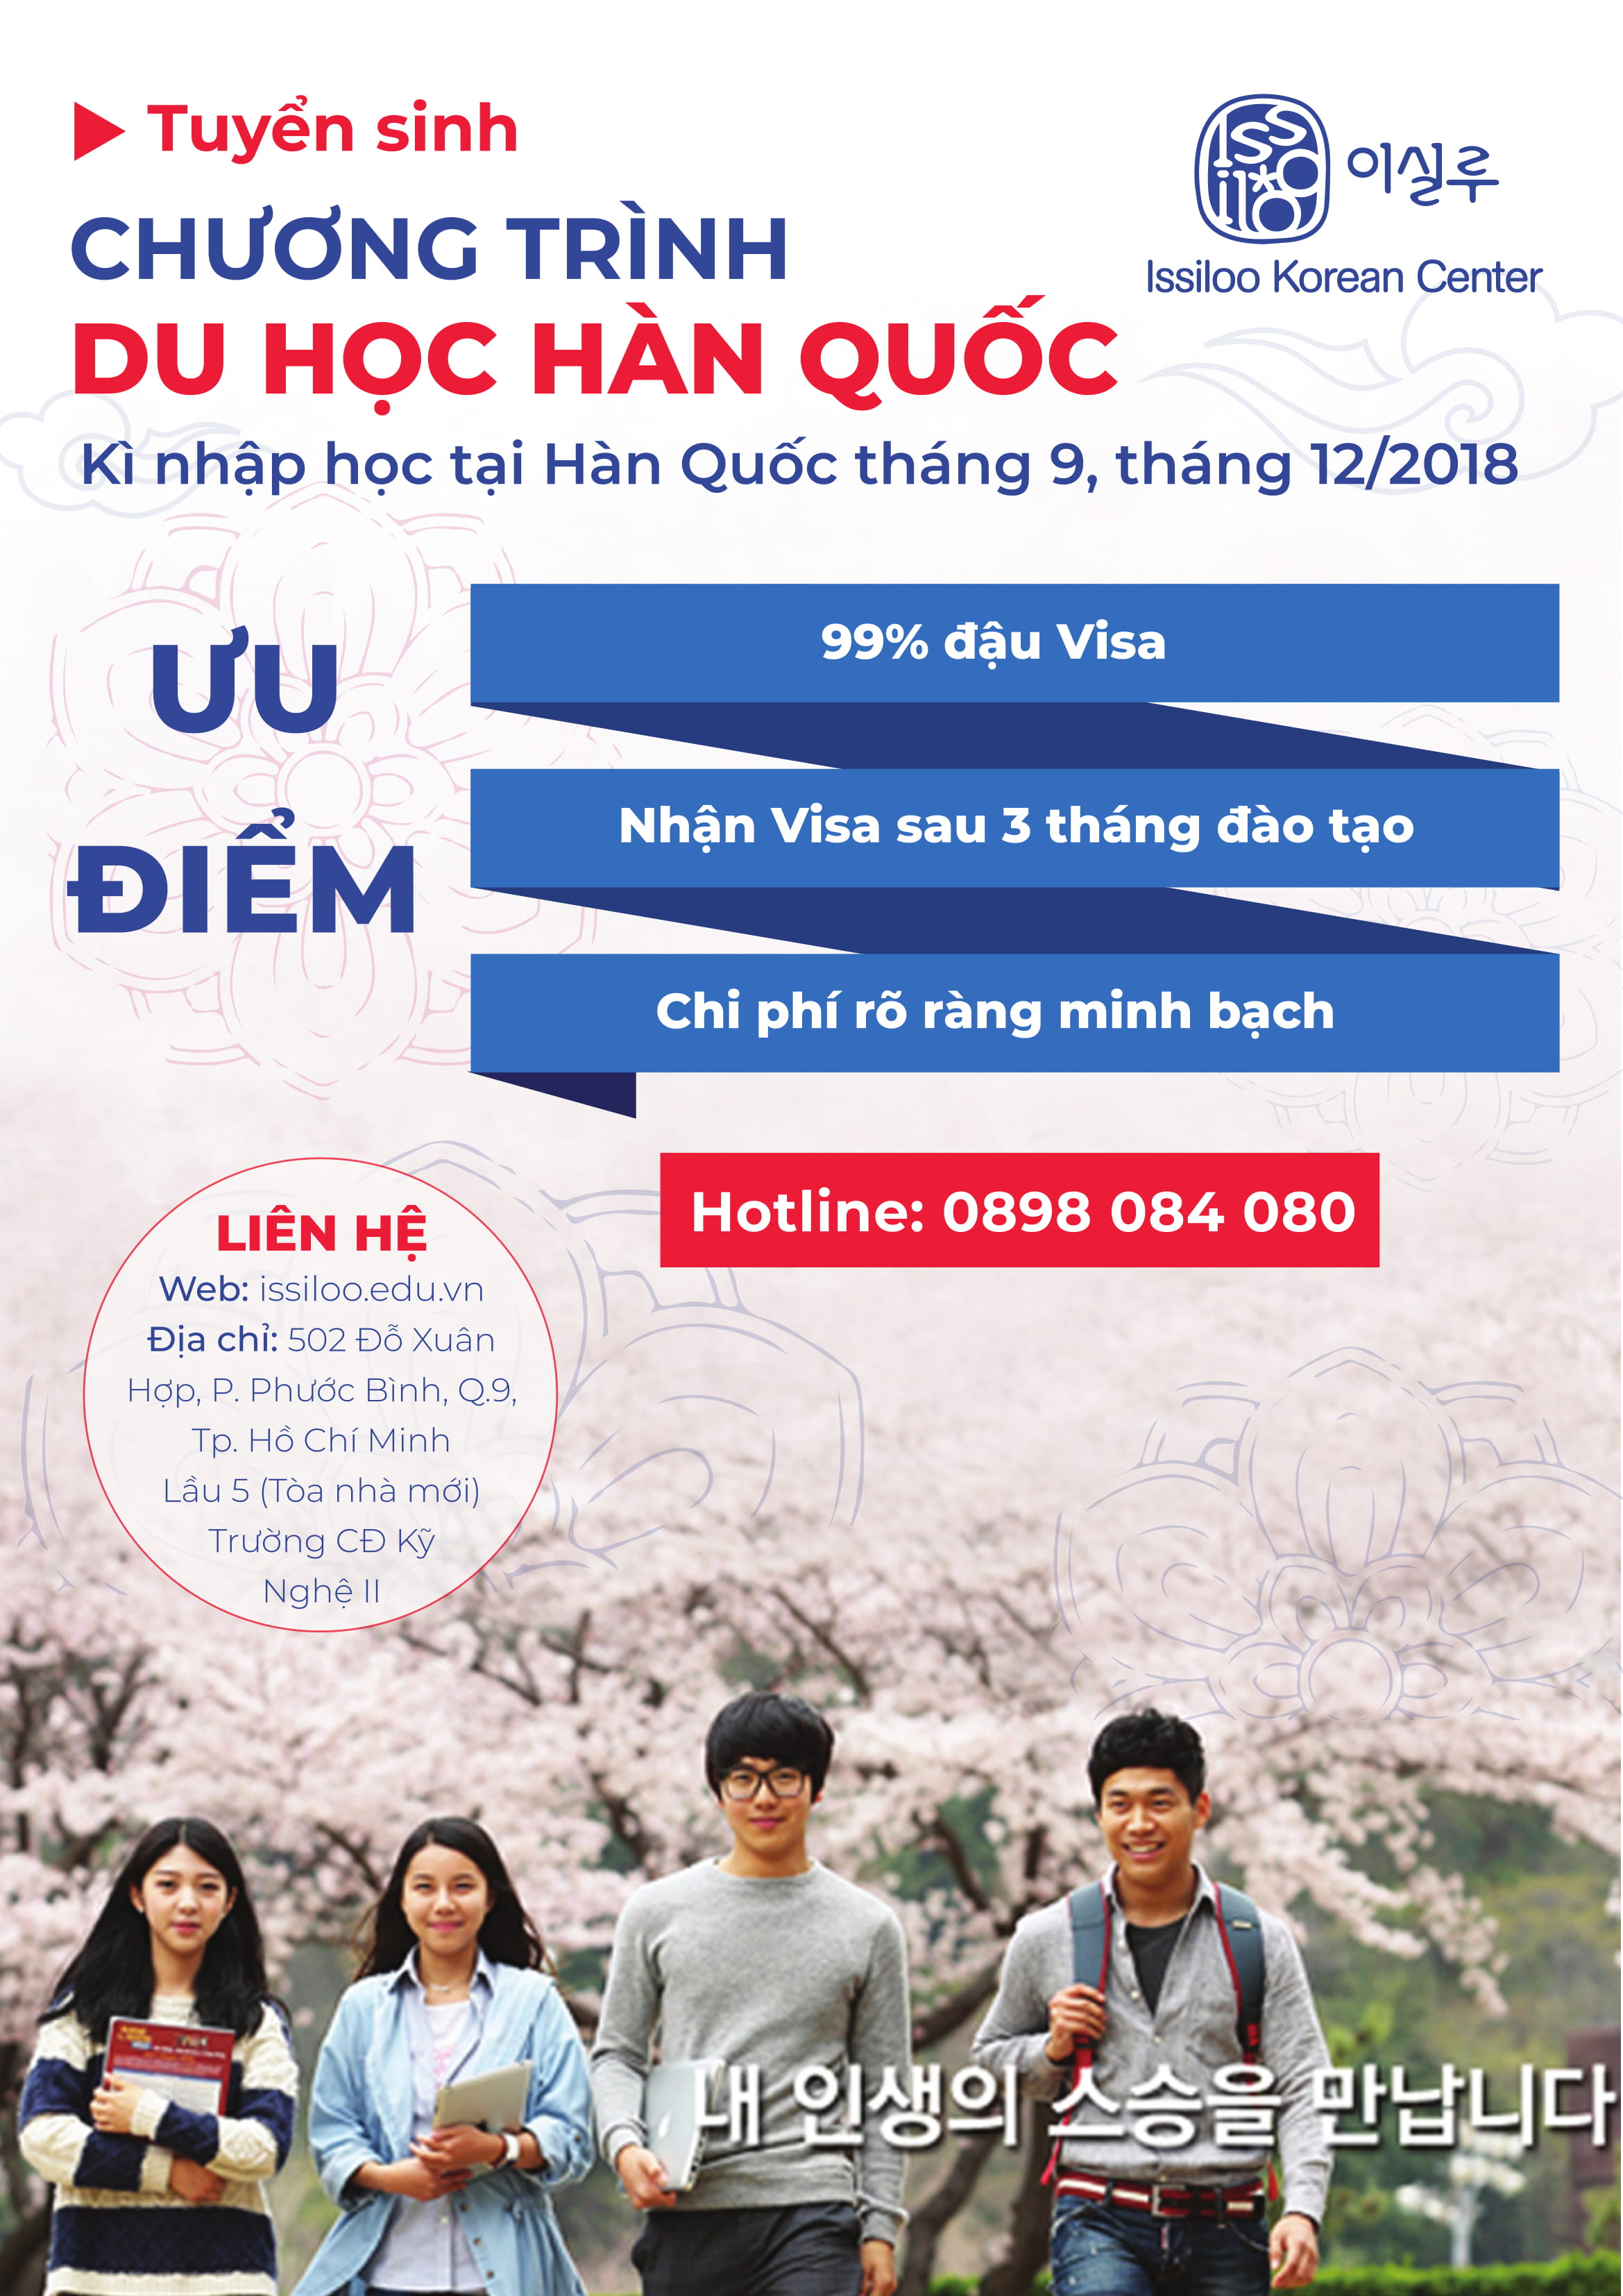 Tuyển sinh
CHƯƠNG TRÌNH
DU HỌC HÀN QUỐC
Kì nhập học tại Hàn Quốc tháng 9, tháng 12/2018
Issiloo
이실루
Issiloo Korean Center
ƯU
ĐIỂM
99% đậu Visa
Nhận Visa sau 3 tháng đào tạo
Chi phí rõ ràng minh bạch
Hotline: 0898 084 080
LIÊN HỆ
Web: issiloo.edu.vn
Địa chỉ: 502 Đỗ Xuân
Hợp, P. Phước Bình, Q.9,
Tp. Hồ Chí Minh
Lầu 5 (Tòa nhà mới)
Trường CĐ Kỹ
Nghệ II
내 인생의 스승을 만납니다